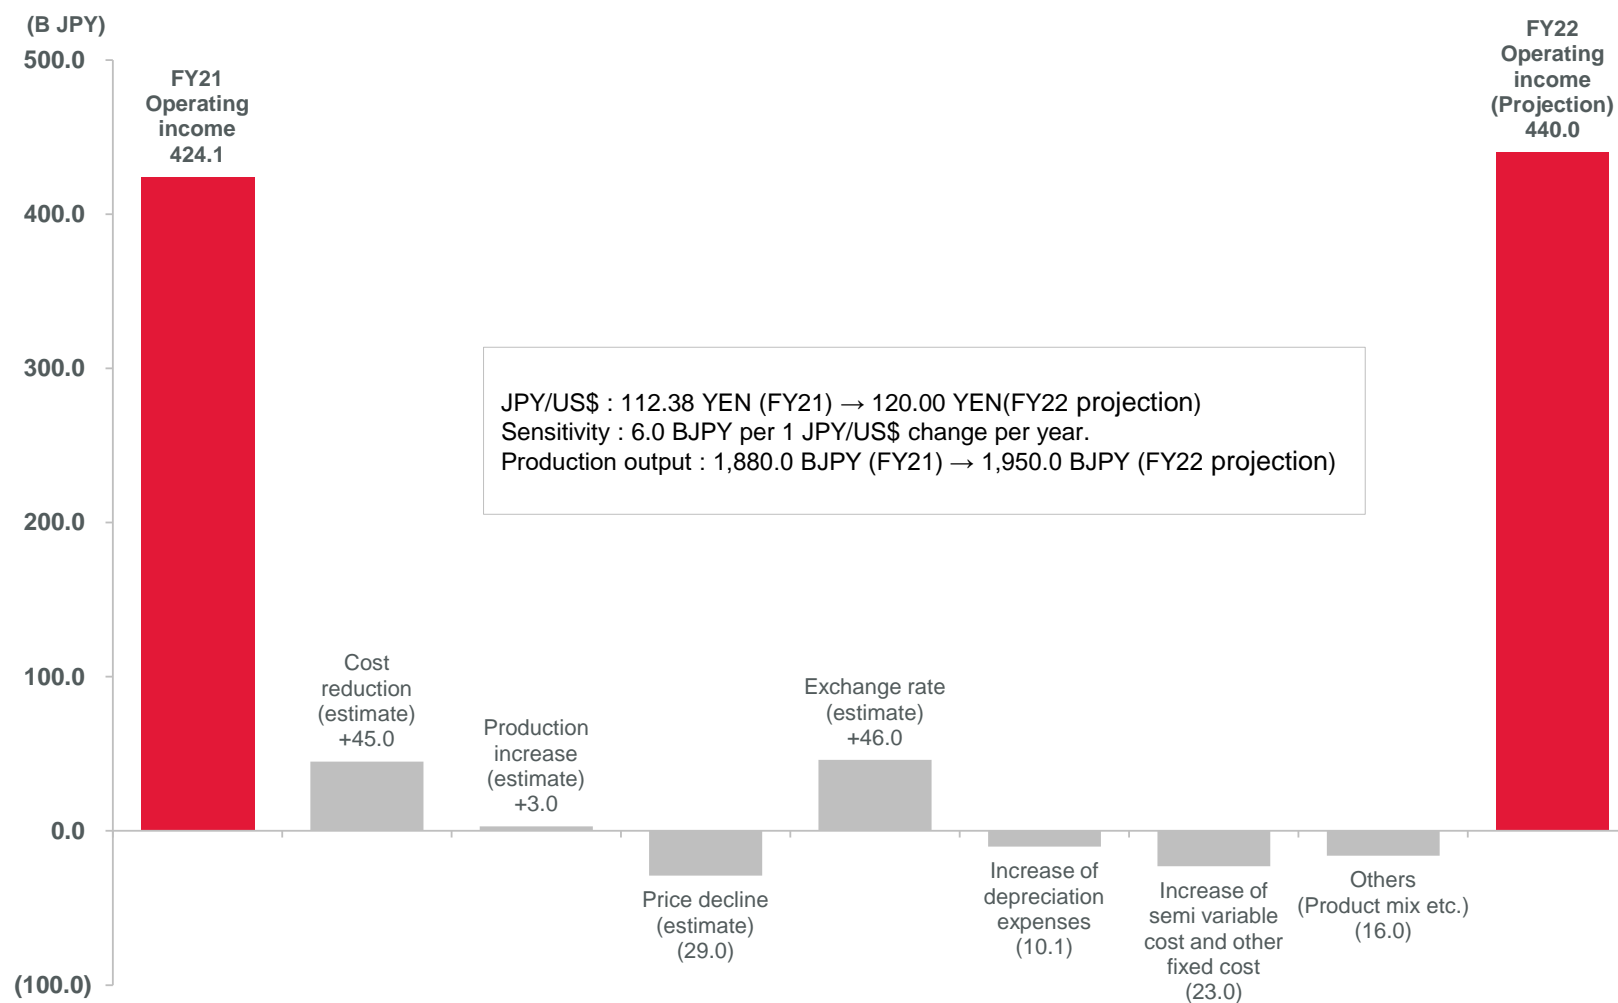 (B JPY)
500.0
400.0
300.0
200.0
100.0
0.0
(100.0)
FY21
Operating
income
424.1
Cost
reduction
(estimate)
+45.0
Production
increase
(estimate)
+3.0
Price decline
(estimate)
(29.0)
Exchange rate
(estimate)
+46.0
Increase of
depreciation
expenses
(10.1)
Increase of
semi variable
cost and other
fixed cost
(23.0)
Others
(Product mix etc.)
(16.0)
FY22
Operating
income
(Projection)
440.0
JPY/US$ : 112.38 YEN (FY21) → 120.00 YEN(FY22 projection)
Sensitivity : 6.0 BJPY per 1 JPY/US$ change per year.
Production output : 1,880.0 BJPY (FY21) → 1,950.0 BJPY (FY22 projection)